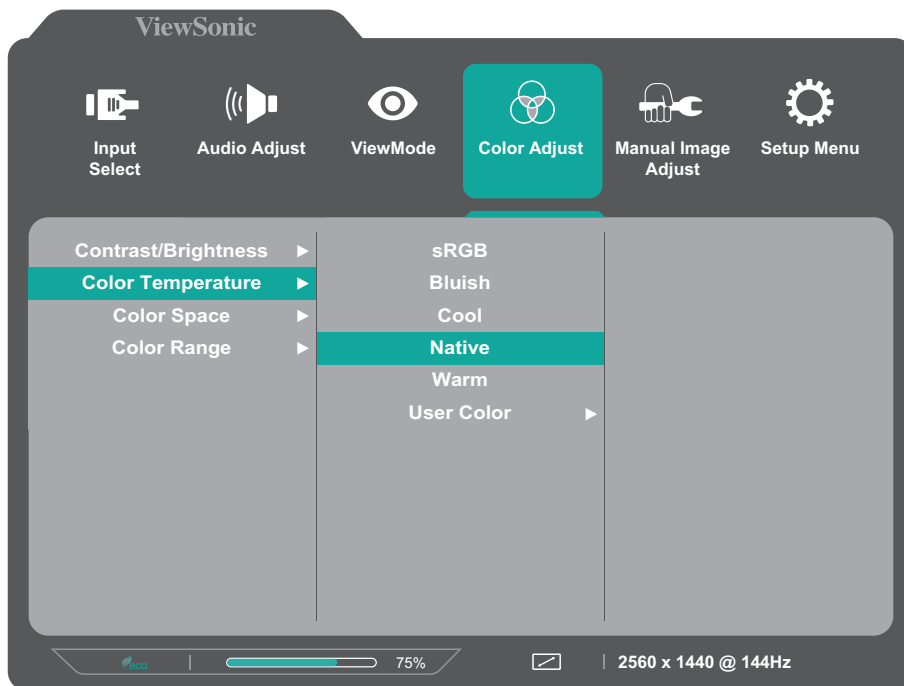 ViewSonic
Input Select
Audio Adjust
ViewMode
Color Adjust
Manual Image Adjust
Setup Menu
Contrast/Brightness
Color Temperature
Color Space
Color Range
sRGB
Bluish
Cool
Native
Warm
User Color
eco
75%
2560 x 1440 @ 144Hz